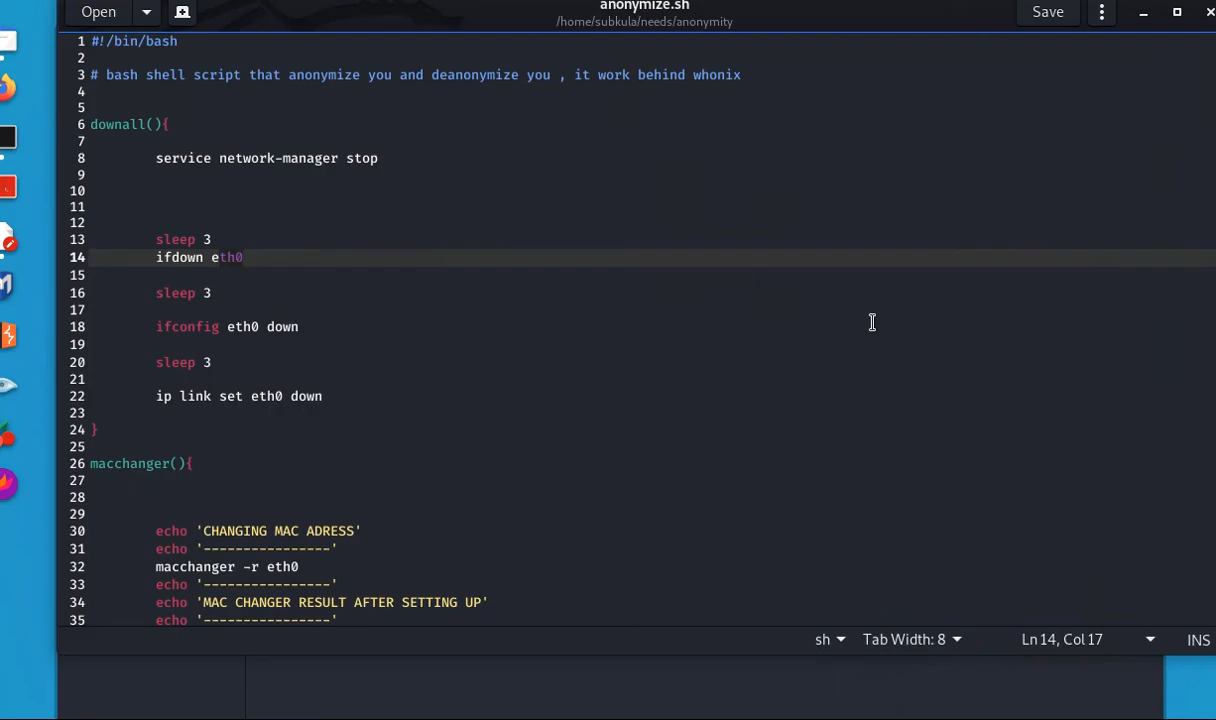 anonymize.sh
Open
/home/subkula/needs/anonymity
Save
1 #!/bin/bash
2
3 # bash shell script that anonymize you and deanonymize you , it work behind whonix
4
5
6 downall(){
7
8 service network-manager stop
9
10
11
12
13 sleep 3
14 ifdown eth0
15
16 sleep 3
17
18 ifconfig eth0 down
19
20 sleep 3
21
22 ip link set eth0 down
23
24 }
25
26 macchanger(){
27
28
29
30 echo 'CHANGING MAC ADRESS'
31 echo '----------------'
32 macchanger -r eth0
33 echo '----------------'
34 echo 'MAC CHANGER RESULT AFTER SETTING UP'
35 echo '----------------'
sh Tab Width: 8 Ln 14, Col 17 INS